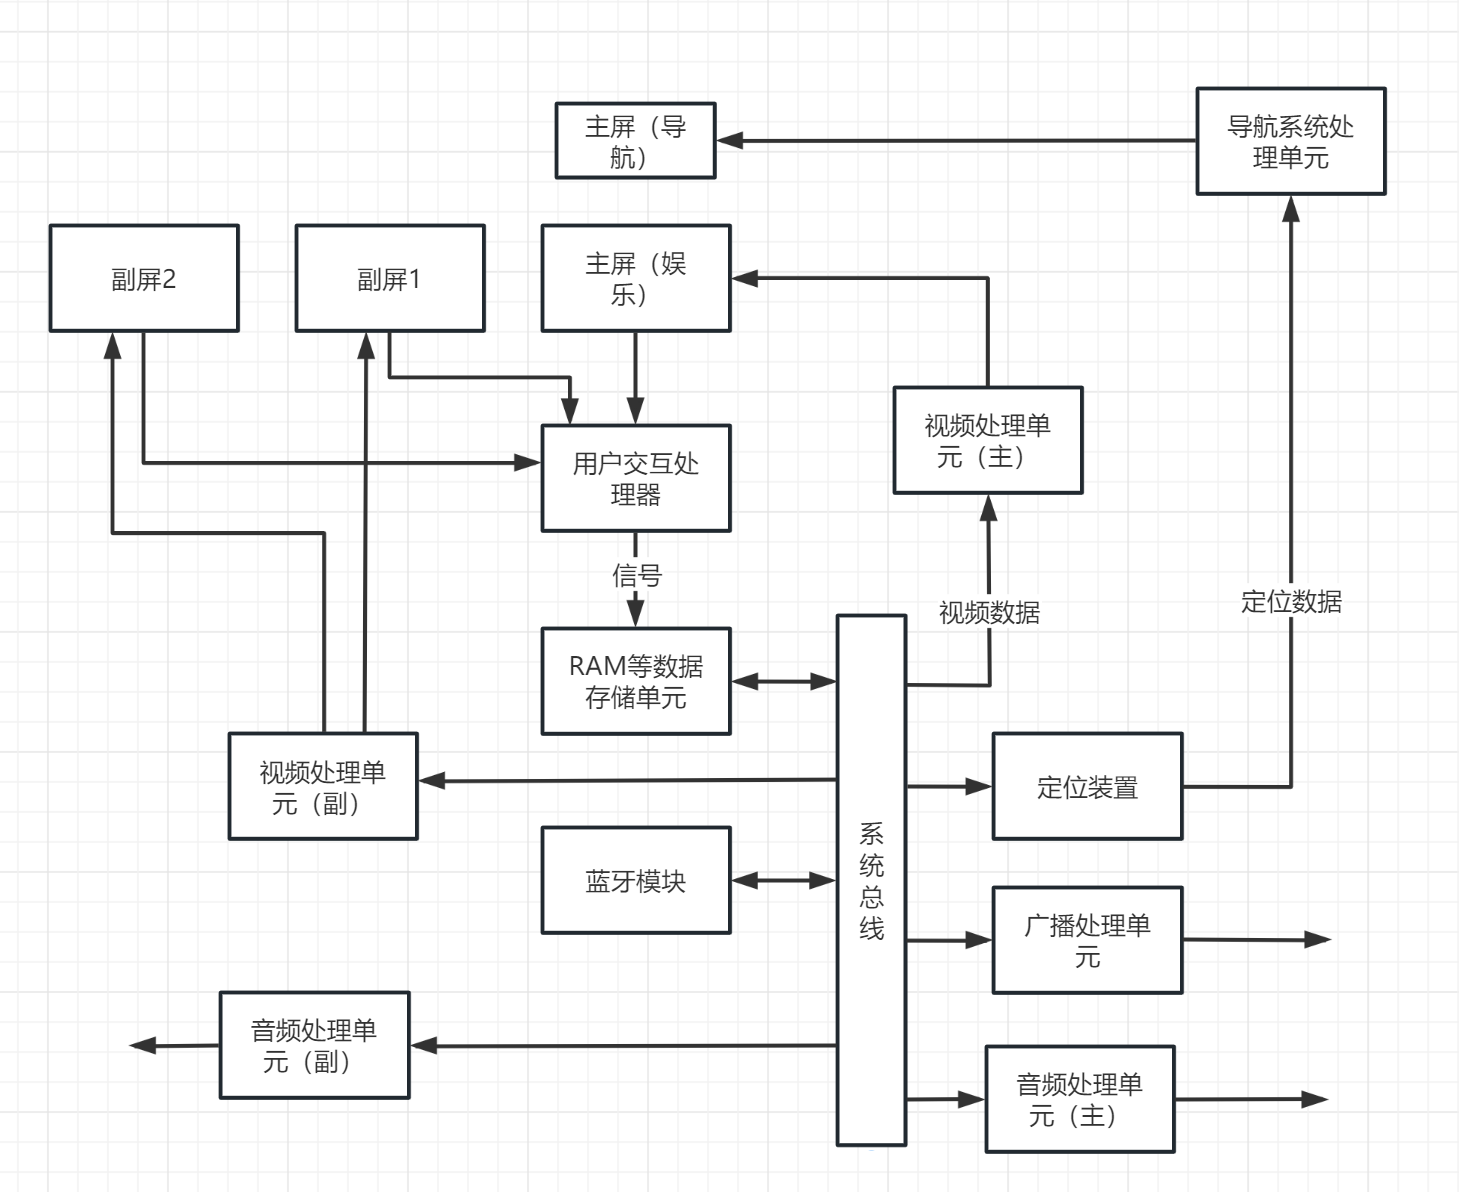 主屏（导
航）
导航系统处
理单元
副屏2
副屏1
主屏（娱
乐）
视频处理单
元（主）
用户交互处
理器
信号
视频数据
定位数据
RAM等数据
存储单元
视频处理单
元（副）
定位装置
系
统
总
线
蓝牙模块
广播处理单
元
音频处理单
元（副）
音频处理单
元（主）